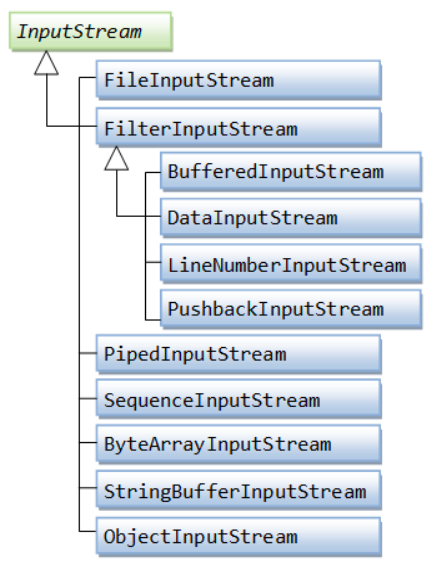 InputStream
FileInputStream
FilterInputStream
BufferedInputStream
DataInputStream
LineNumberInputStream
PushbackInputStream
PipedInputStream
SequenceInputStream
ByteArrayInputStream
StringBufferInputStream
ObjectInputStream